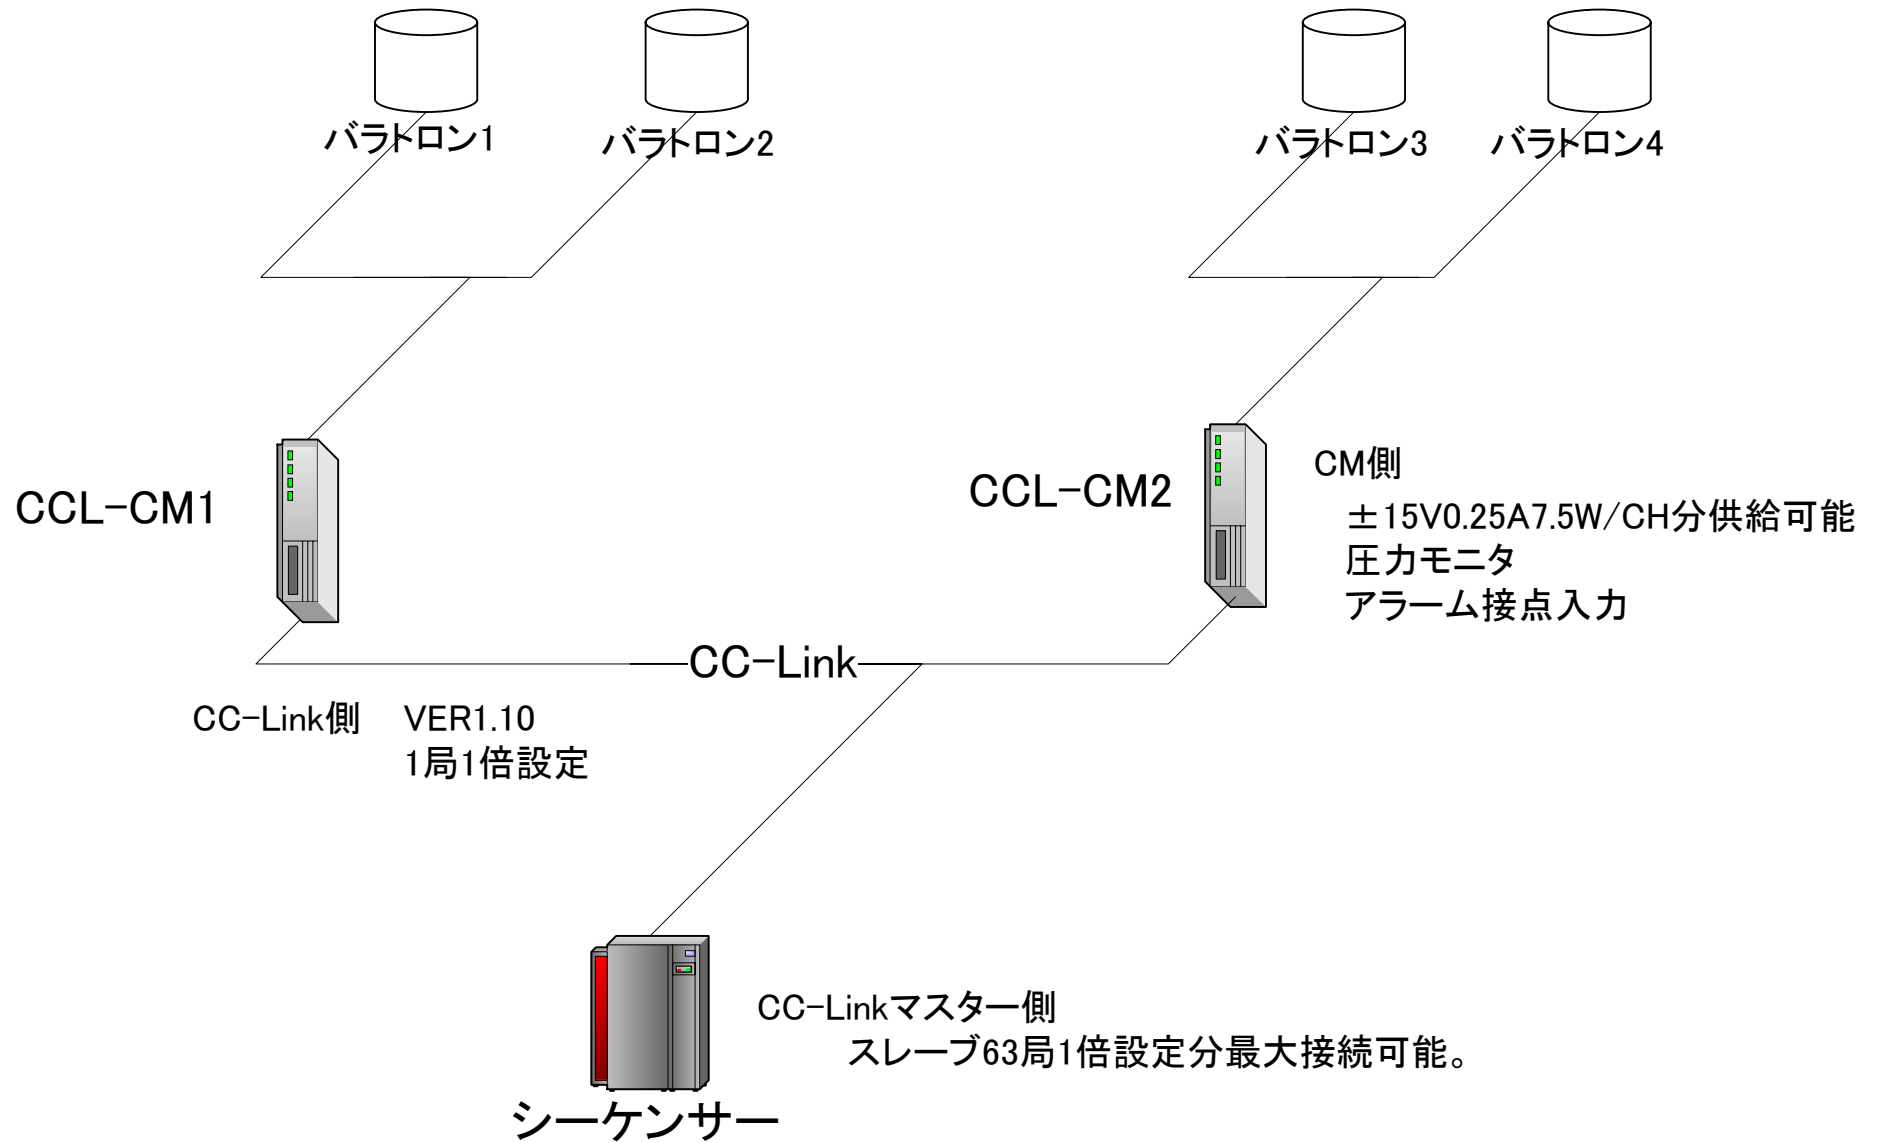 バラトロン1
バラトロン2
バラトロン3
バラトロン4
CCL-CM1
CCL-CM2
CM側
±15V0.25A7.5W/CH分供給可能
圧力モニタ
アラーム接点入力
CC-Link
CC-Link側 VER1.10
1局1倍設定
CC-Linkマスター側
スレーブ63局1倍設定分最大接続可能。
シーケンサー